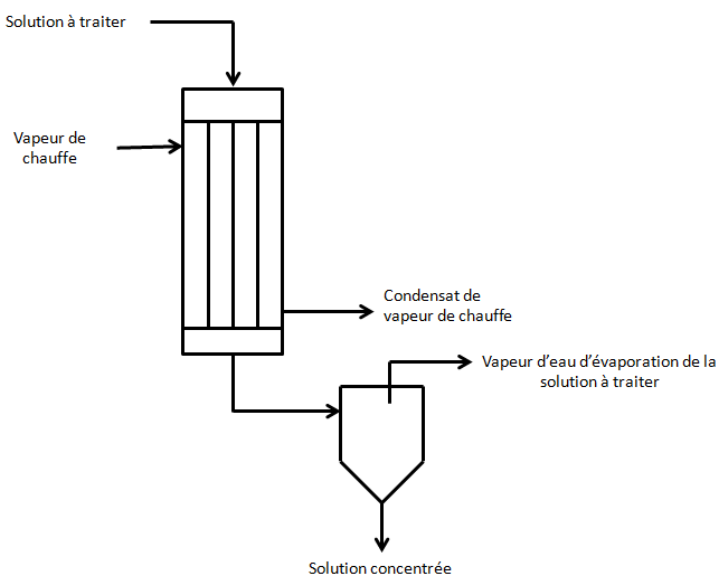 Solution à traiter
Vapeur de
chauffe
Condensat de
vapeur de chauffe
Vapeur d'eau d'évaporation de la
solution à traiter
Solution concentrée